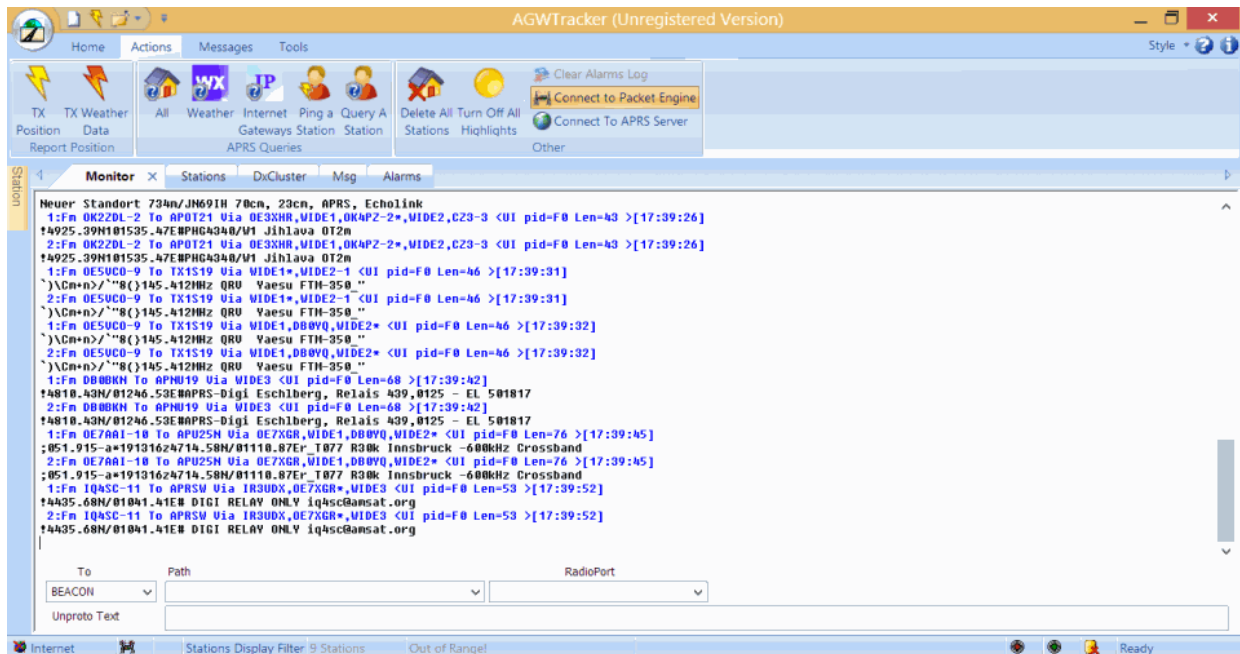 AGWTracker (Unregistered Version)
Home Actions Messages Tools Style
TX Position
TX Weather Data
All
Weather
Internet Gateways
Ping a Station
Query A Station
Delete All Stations
Turn Off All Highlights
Clear Alarms Log
Connect to Packet Engine
Connect To APRS Server
Report Position APRS Queries Other
Station
Monitor Stations DxCluster Msg Alarms
Neuer Standort 734m/JN69IH 70cm, 23cm, APRS, Echolink
1:Fm OK2ZDL-2 To APOT21 Via OE3XHR,WIDE1,OK4PZ-2*,WIDE2,CZ3-3 <UI pid=F0 Len=43 >[17:39:26]
!4925.39N\01535.47E#PHG4340/W1 Jihlava OT2m
2:Fm OK2ZDL-2 To APOT21 Via OE3XHR,WIDE1,OK4PZ-2*,WIDE2,CZ3-3 <UI pid=F0 Len=43 >[17:39:26]
!4925.39N\01535.47E#PHG4340/W1 Jihlava OT2m
1:Fm OE5VCO-9 To TX1S19 Via WIDE1*,WIDE2-1 <UI pid=F0 Len=46 >[17:39:31]
`)\Cm+n>/`"8(}145.412MHz QRV  Yaesu FTM-350_"
2:Fm OE5VCO-9 To TX1S19 Via WIDE1*,WIDE2-1 <UI pid=F0 Len=46 >[17:39:31]
`)\Cm+n>/`"8(}145.412MHz QRV  Yaesu FTM-350_"
1:Fm OE5VCO-9 To TX1S19 Via WIDE1,DB0YQ,WIDE2* <UI pid=F0 Len=46 >[17:39:32]
`)\Cm+n>/`"8(}145.412MHz QRV  Yaesu FTM-350_"
2:Fm OE5VCO-9 To TX1S19 Via WIDE1,DB0YQ,WIDE2* <UI pid=F0 Len=46 >[17:39:32]
`)\Cm+n>/`"8(}145.412MHz QRV  Yaesu FTM-350_"
1:Fm DB0BKN To APNU19 Via WIDE3 <UI pid=F0 Len=68 >[17:39:42]
!4810.43N/01246.53E#APRS-Digi Eschlberg, Relais 439,0125 - EL 501817
2:Fm DB0BKN To APNU19 Via WIDE3 <UI pid=F0 Len=68 >[17:39:42]
!4810.43N/01246.53E#APRS-Digi Eschlberg, Relais 439,0125 - EL 501817
1:Fm OE7AAI-10 To APU25N Via OE7XGR,WIDE1,DB0YQ,WIDE2* <UI pid=F0 Len=76 >[17:39:45]
;051.915-a*191316z4714.58N/01110.87Er_T077 R30k Innsbruck -600kHz Crossband
2:Fm OE7AAI-10 To APU25N Via OE7XGR,WIDE1,DB0YQ,WIDE2* <UI pid=F0 Len=76 >[17:39:45]
;051.915-a*191316z4714.58N/01110.87Er_T077 R30k Innsbruck -600kHz Crossband
1:Fm IQ4SC-11 To APRSW Via IR3UDX,OE7XGR*,WIDE3 <UI pid=F0 Len=53 >[17:39:52]
!4435.68N/01041.41E# DIGI RELAY ONLY iq4sc@amsat.org
2:Fm IQ4SC-11 To APRSW Via IR3UDX,OE7XGR*,WIDE3 <UI pid=F0 Len=53 >[17:39:52]
!4435.68N/01041.41E# DIGI RELAY ONLY iq4sc@amsat.org
To Path RadioPort
BEACON
Unproto Text
Internet Stations Display Filter 9 Stations Out of Range! Ready